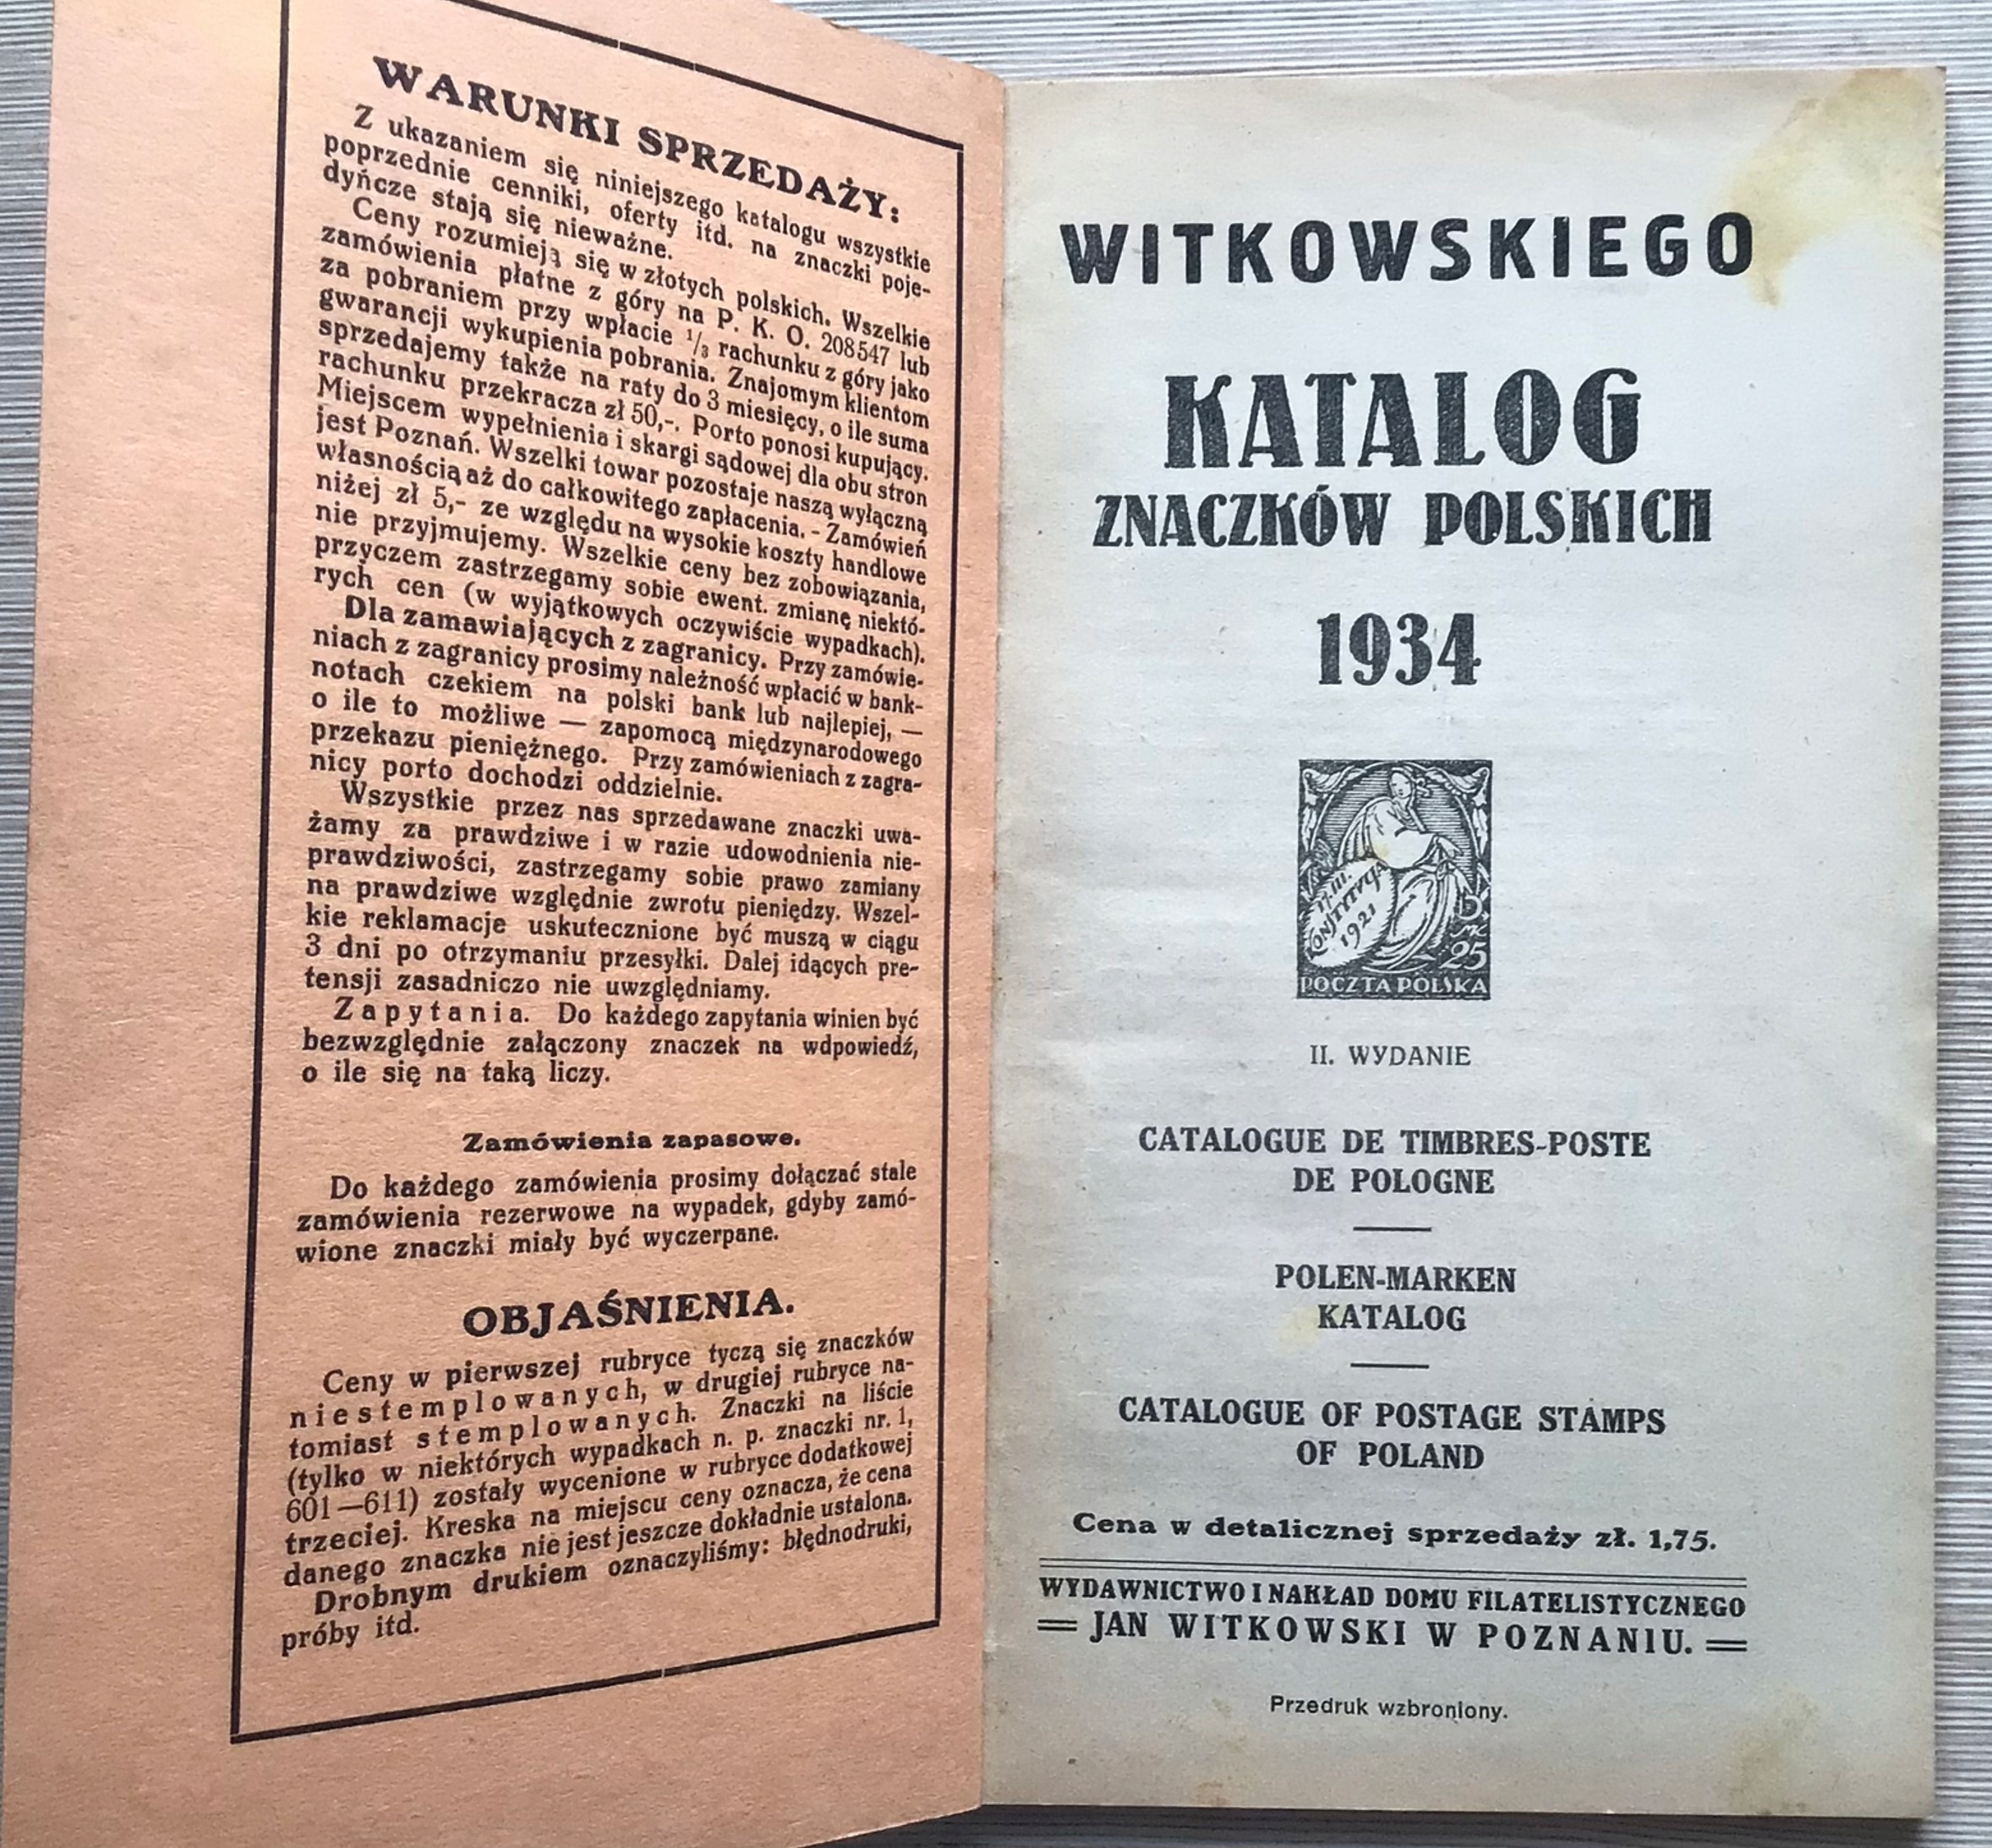 WARUNKI SPRZEDAŻY:
Z ukazaniem się niniejszego katalogu wszystkie
poprzednie cenniki, oferty itd. na znaczki poje-
dyńcze stają się nieważne.
Ceny rozumieją się w złotych polskich. Wszelkie
zamówienia płatne z góry na P. K. O. 208547 lub
za pobraniem przy wpłacie 1/3 rachunku z góry jako
gwarancji wykupienia pobrania. Znajomym klientom
sprzedajemy także na raty do 3 miesięcy, o ile suma
rachunku przekracza zł 50,-. Porto ponosi kupujący.
Miejscem wypełnienia i skargi sądowej dla obu stron
jest Poznań. Wszelki towar pozostaje naszą wyłączną
własnością aż do całkowitego zapłacenia. - Zamówień
niżej zł 5,- ze względu na wysokie koszty handlowe
nie przyjmujemy. Wszelkie ceny bez zobowiązania,
przyczem zastrzegamy sobie ewent. zmianę niektó-
rych cen (w wyjątkowych oczywiście wypadkach).
Dla zamawiających z zagranicy. Przy zamówie-
niach z zagranicy prosimy należność wpłacić w bank-
notach czekiem na polski bank lub najlepiej, —
o ile to możliwe — zapomocą międzynarodowego
przekazu pieniężnego. Przy zamówieniach z zagra-
nicy porto dochodzi oddzielnie.
Wszystkie przez nas sprzedawane znaczki uwa-
żamy za prawdziwe i w razie udowodnienia nie-
prawdziwości, zastrzegamy sobie prawo zamiany
na prawdziwe względnie zwrotu pieniędzy. Wszel-
kie reklamacje uskutecznione być muszą w ciągu
3 dni po otrzymaniu przesyłki. Dalej idących pre-
tensji zasadniczo nie uwzględniamy.
Zapytania. Do każdego zapytania winien być
bezwzględnie załączony znaczek na wdpowiedź,
o ile się na taką liczy.
Zamówienia zapasowe.
Do każdego zamówienia prosimy dołączać stale
zamówienia rezerwowe na wypadek, gdyby zamó-
wione znaczki miały być wyczerpane.
OBJAŚNIENIA.
Ceny w pierwszej rubryce tyczą się znaczków
niestemplowanych, w drugiej rubryce na-
tomiast stemplowanych. Znaczki na liście
(tylko w niektórych wypadkach n. p. znaczki nr. 1,
601—611) zostały wycenione w rubryce dodatkowej
trzeciej. Kreska na miejscu ceny oznacza, że cena
danego znaczka nie jest jeszcze dokładnie ustalona.
Drobnym drukiem oznaczyliśmy: błędnodruki,
próby itd.
WITKOWSKIEGO
KATALOG
ZNACZKÓW POLSKICH
1934
17.III.
CONSTYTUCYA
1921
MK
25
POCZTA POLSKA
II. WYDANIE
CATALOGUE DE TIMBRES-POSTE
DE POLOGNE
POLEN-MARKEN
KATALOG
CATALOGUE OF POSTAGE STAMPS
OF POLAND
Cena w detalicznej sprzedaży zł. 1,75.
WYDAWNICTWO I NAKŁAD DOMU FILATELISTYCZNEGO
JAN WITKOWSKI W POZNANIU.
Przedruk wzbroniony.